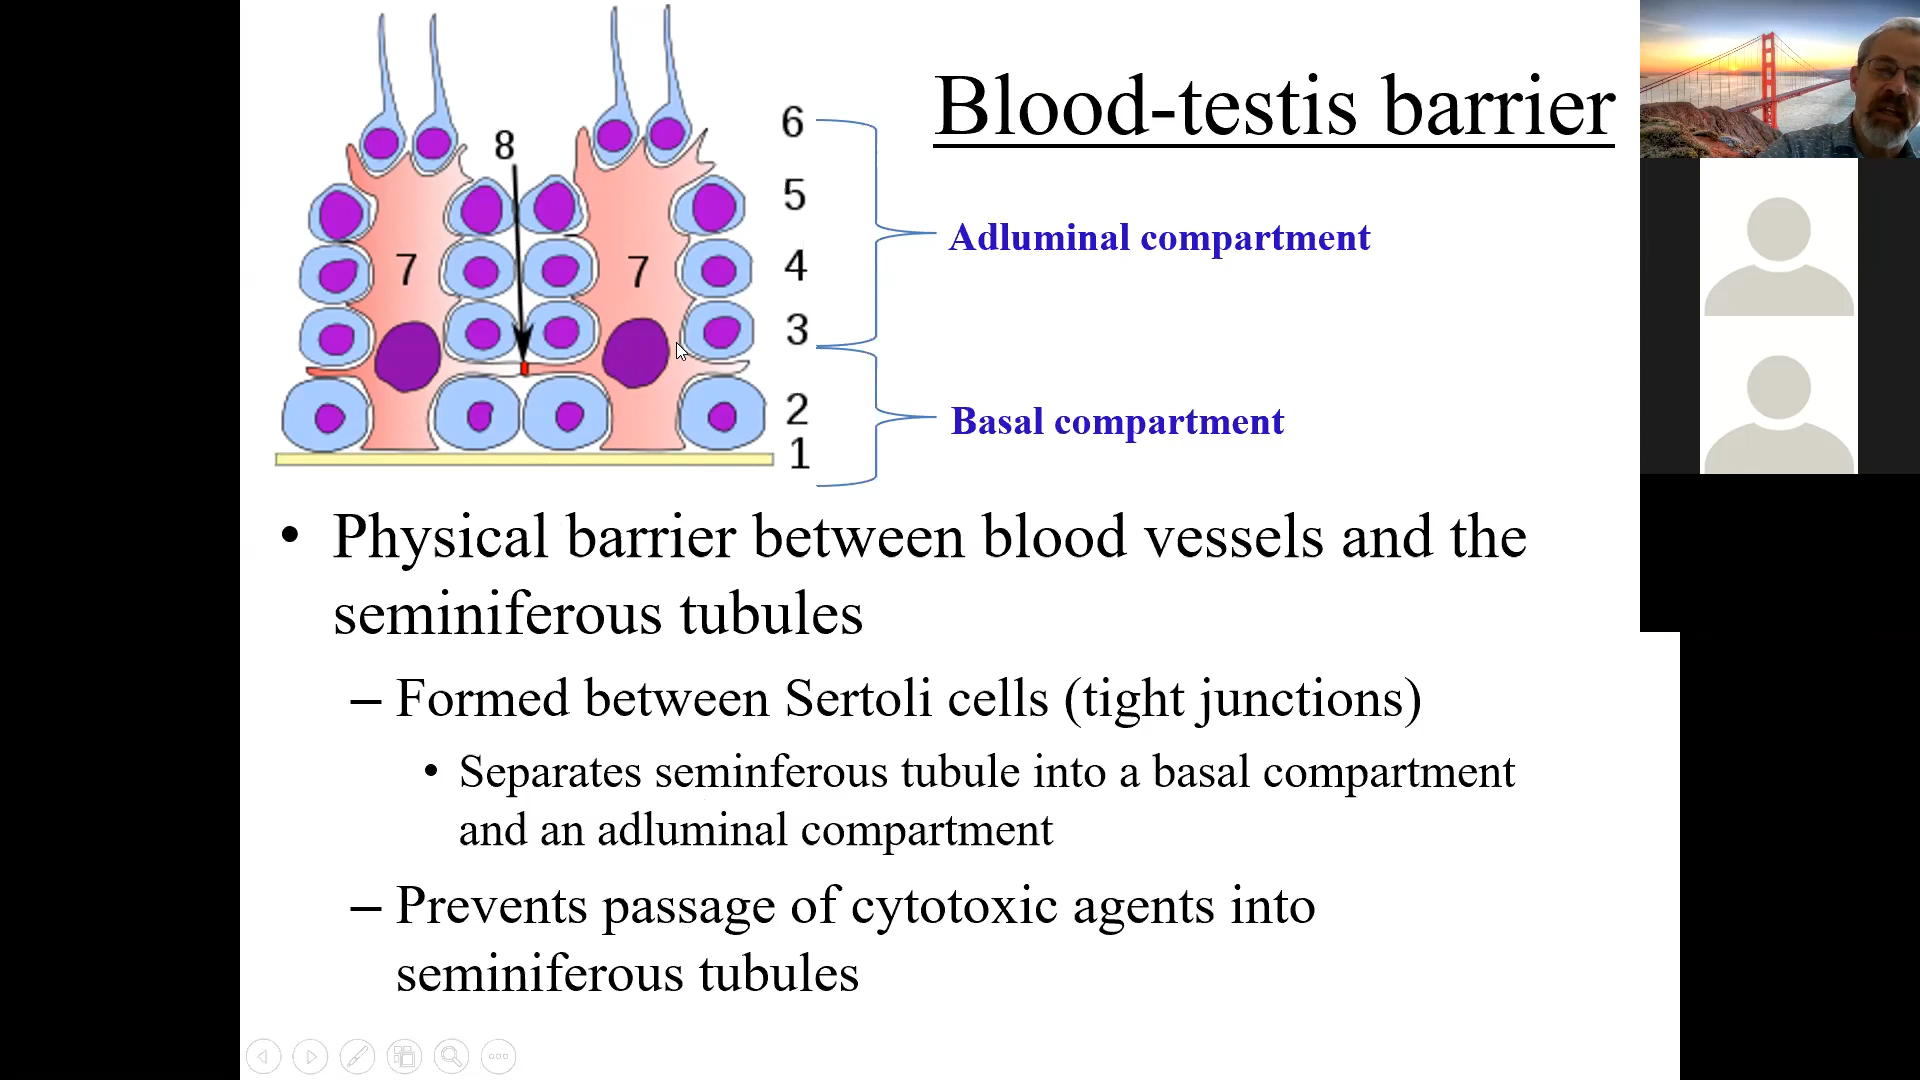 Blood-testis barrier
8
6
5
4
3
2
1
7
7
Adluminal compartment
Basal compartment
• Physical barrier between blood vessels and the
seminiferous tubules
– Formed between Sertoli cells (tight junctions)
• Separates seminferous tubule into a basal compartment
and an adluminal compartment
– Prevents passage of cytotoxic agents into
seminiferous tubules